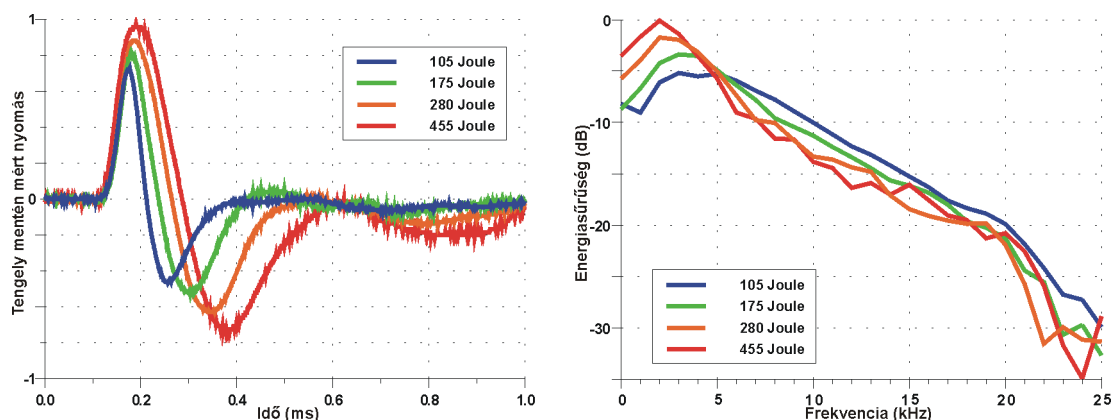 Tengely mentén mért nyomás
1
0
-1
0.0
0.2
0.4
0.6
0.8
1.0
Idő (ms)
105 Joule
175 Joule
280 Joule
455 Joule
Energiasűrűség (dB)
0
-10
-20
-30
0
5
10
15
20
25
Frekvencia (kHz)
105 Joule
175 Joule
280 Joule
455 Joule